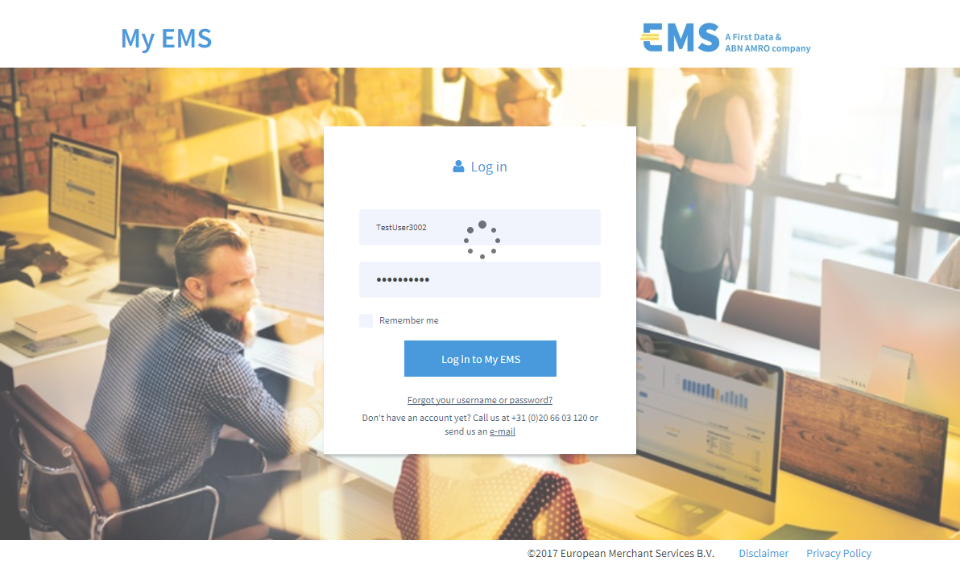 My EMS
EMS A First Data &
ABN AMRO company
Log in
TestUser3002
••••••••••
Remember me
Log in to My EMS
Forgot your username or password?
Don't have an account yet? Call us at +31 (0)20 66 03 120 or
send us an e-mail
©2017 European Merchant Services B.V. Disclaimer Privacy Policy